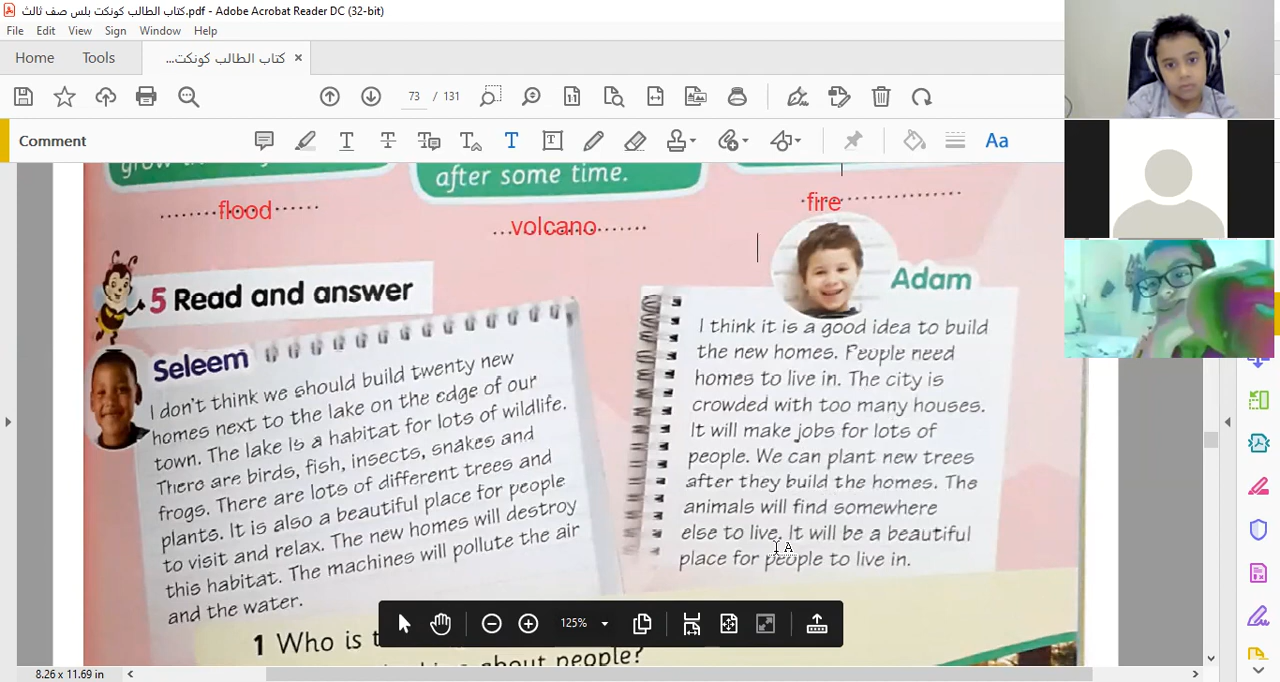 كتاب الطالب كونكت بلس صف ثالث.pdf - Adobe Acrobat Reader DC (32-bit)
File Edit View Sign Window Help
Home Tools كتاب الطالب كونكت... ×
73 / 131
Comment
Aa
after some time.
flood
volcano
fire
5 Read and answer
Seleem
I don't think we should build twenty new
homes next to the lake on the edge of our
town. The lake is a habitat for lots of wildlife.
There are birds, fish, insects, snakes and
frogs. There are lots of different trees and
plants. It is also a beautiful place for people
to visit and relax. The new homes will destroy
this habitat. The machines will pollute the air
and the water.
Adam
I think it is a good idea to build
the new homes. People need
homes to live in. The city is
crowded with too many houses.
It will make jobs for lots of
people. We can plant new trees
after they build the homes. The
animals will find somewhere
else to live. It will be a beautiful
place for people to live in.
1 Who is
about people?
125%
8.26 x 11.69 in